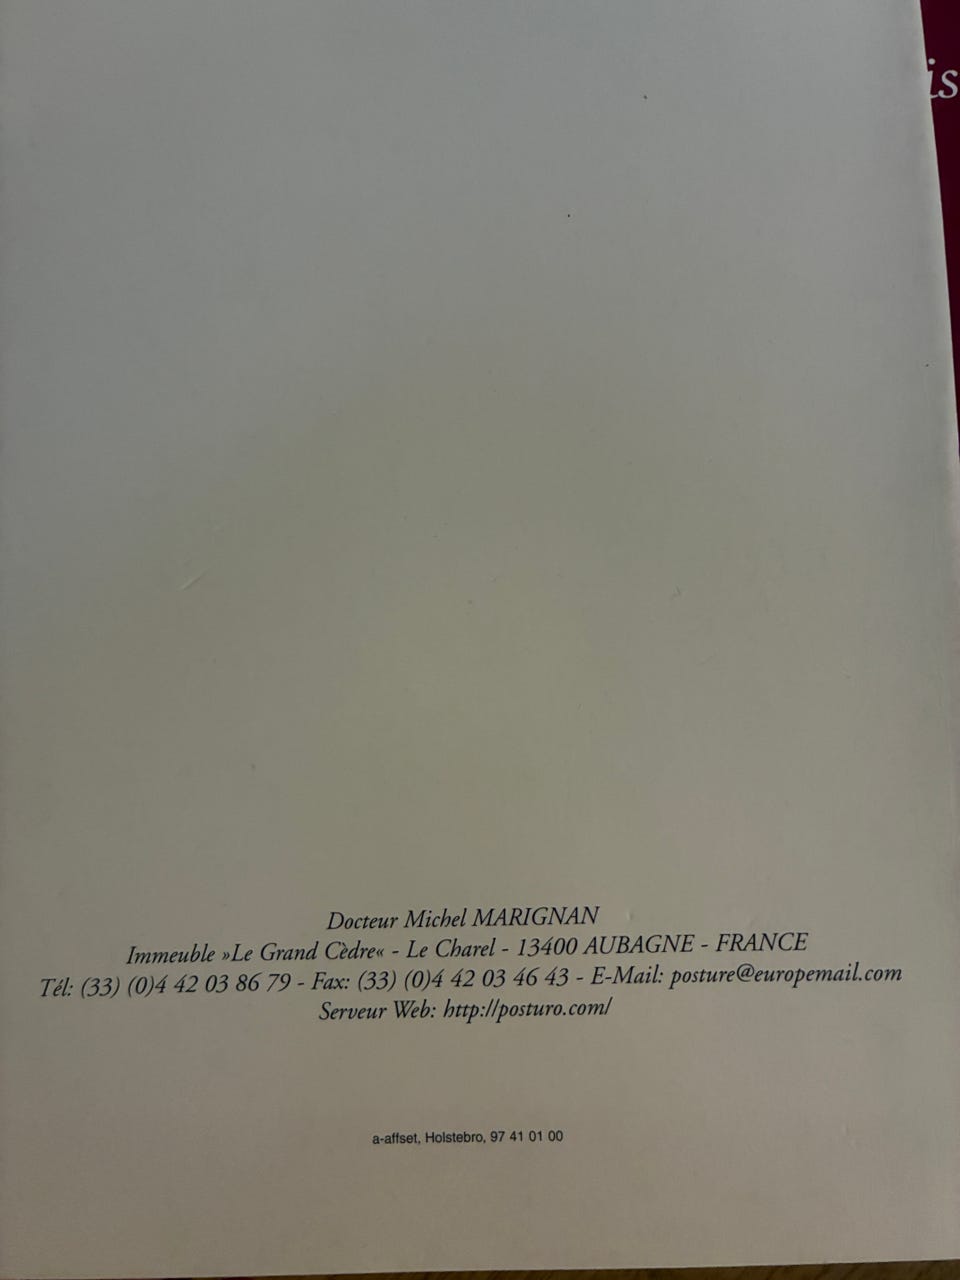 is
Docteur Michel MARIGNAN
Immeuble »Le Grand Cèdre« - Le Charel - 13400 AUBAGNE - FRANCE
Tél: (33) (0)4 42 03 86 79 - Fax: (33) (0)4 42 03 46 43 - E-Mail: posture@europemail.com
Serveur Web: http://posturo.com/
a-affset, Holstebro, 97 41 01 00